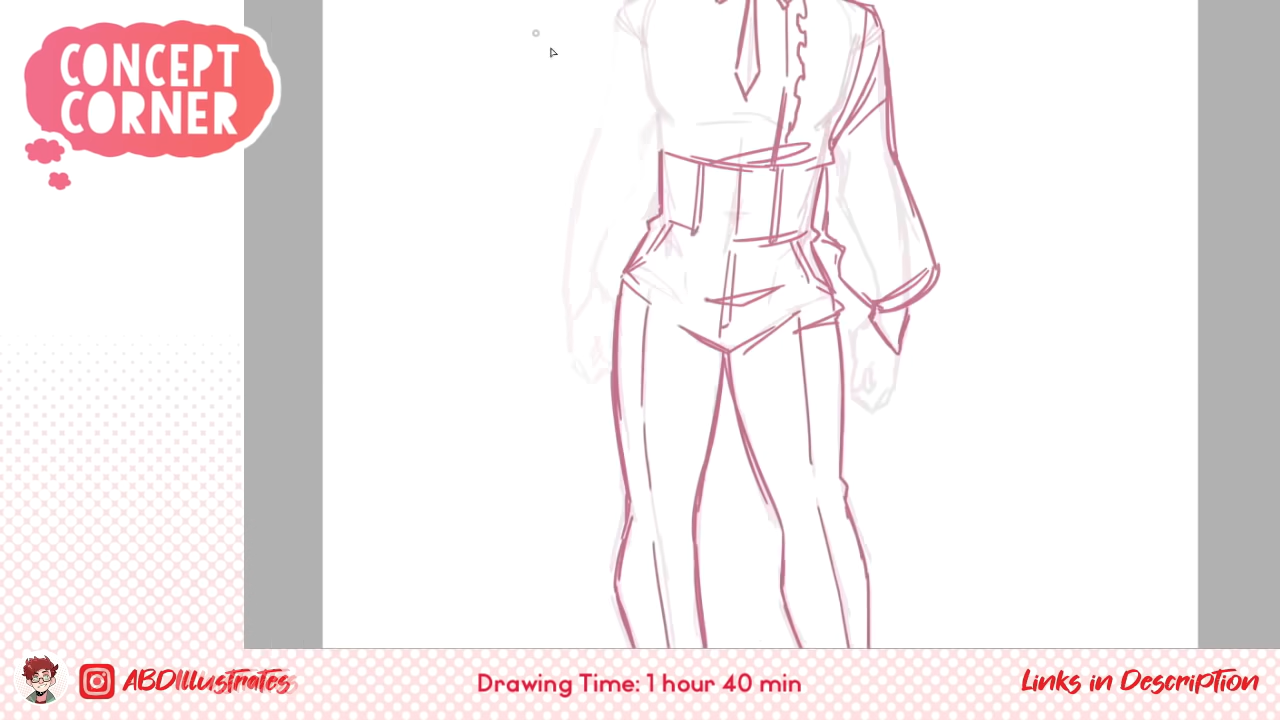 CONCEPT
CORNER
ABDIllustrates
Drawing Time: 1 hour 40 min
Links in Description